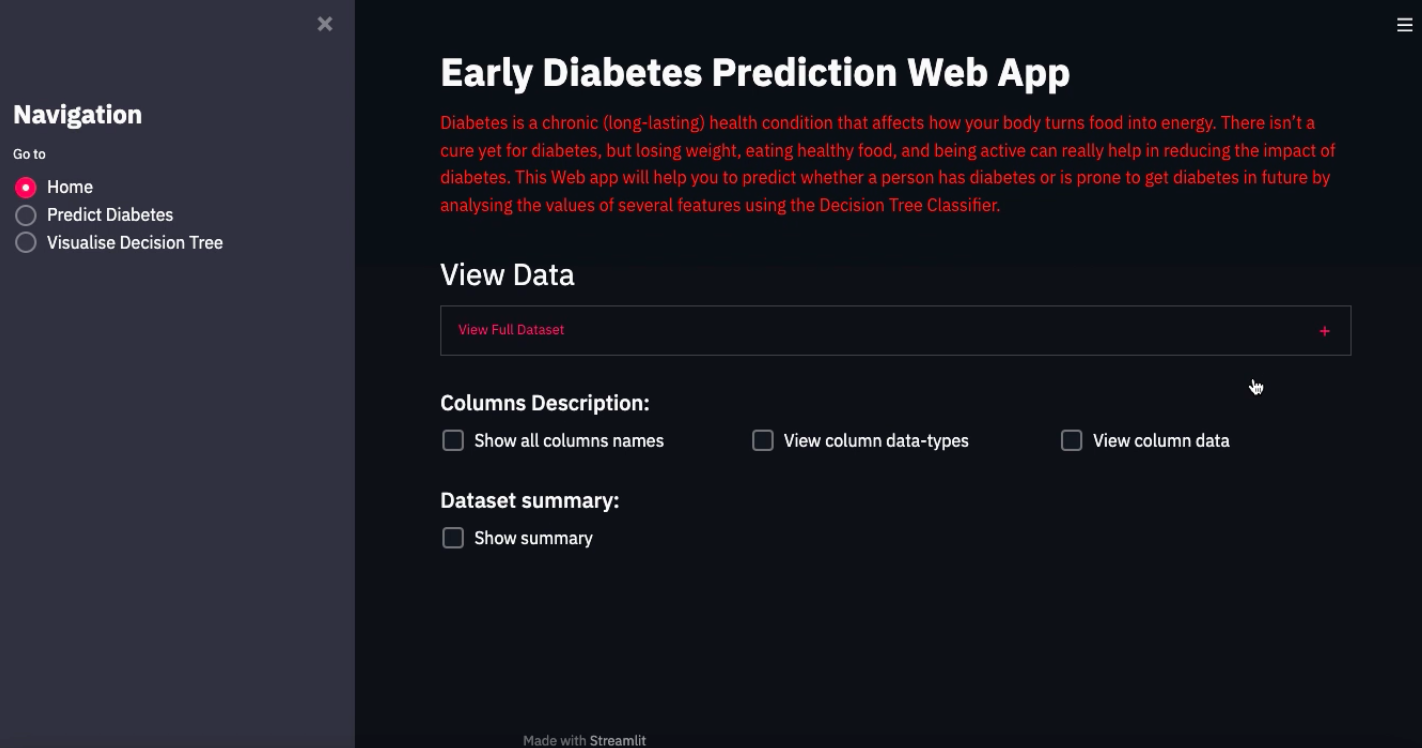 Navigation
Go to
Home
Predict Diabetes
Visualise Decision Tree
Early Diabetes Prediction Web App
Diabetes is a chronic (long-lasting) health condition that affects how your body turns food into energy. There isn’t a
cure yet for diabetes, but losing weight, eating healthy food, and being active can really help in reducing the impact of
diabetes. This Web app will help you to predict whether a person has diabetes or is prone to get diabetes in future by
analysing the values of several features using the Decision Tree Classifier.
View Data
View Full Dataset
Columns Description:
Show all columns names
View column data-types
View column data
Dataset summary:
Show summary
Made with Streamlit